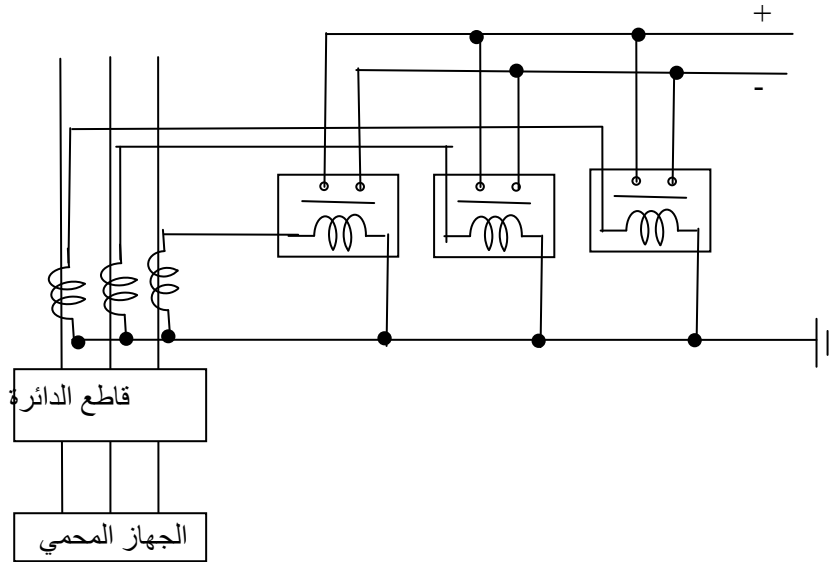 +
-
قاطع الدائرة
الجهاز المحمي